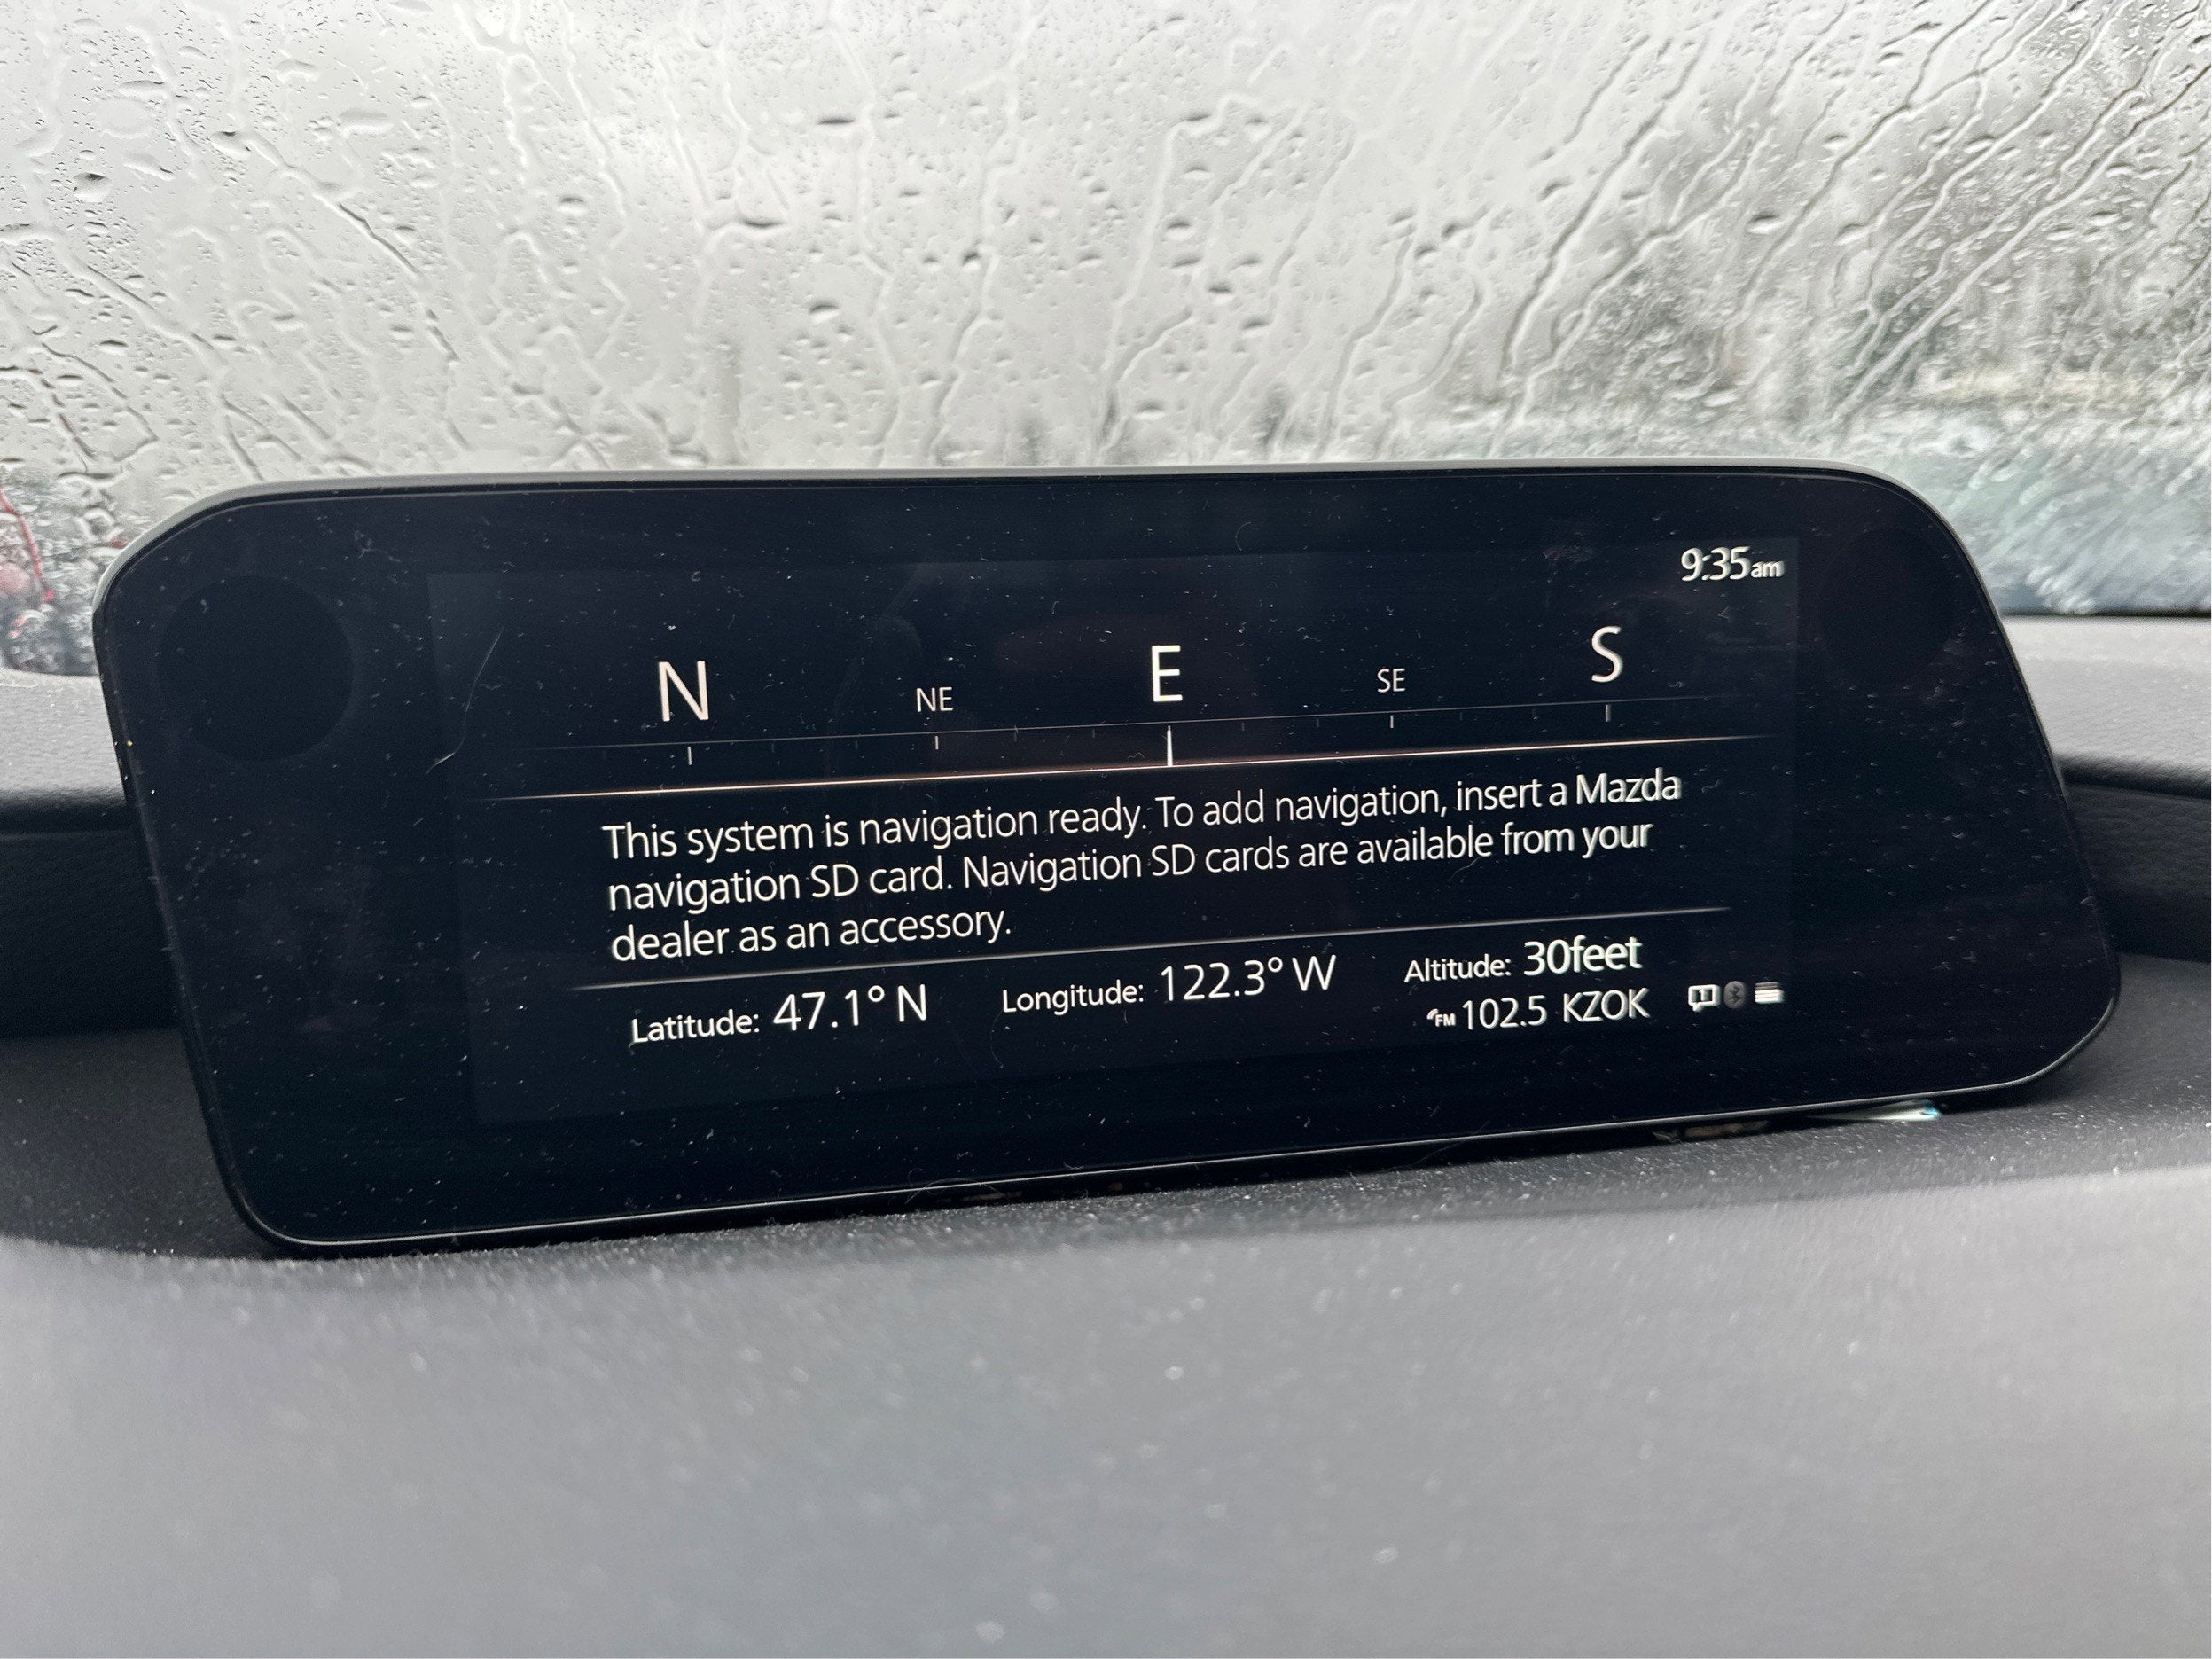 9:35am
N NE E SE S
This system is navigation ready. To add navigation, insert a Mazda
navigation SD card. Navigation SD cards are available from your
dealer as an accessory.
Latitude: 47.1° N Longitude: 122.3° W Altitude: 30feet
FM 102.5 KZOK